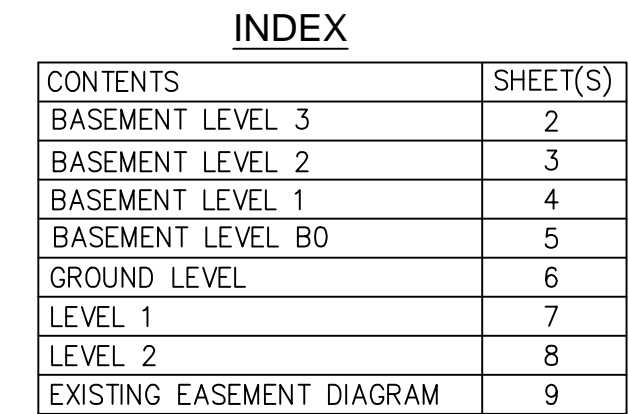 INDEX
CONTENTS SHEET(S)
BASEMENT LEVEL 3 2
BASEMENT LEVEL 2 3
BASEMENT LEVEL 1 4
BASEMENT LEVEL B0 5
GROUND LEVEL 6
LEVEL 1 7
LEVEL 2 8
EXISTING EASEMENT DIAGRAM 9